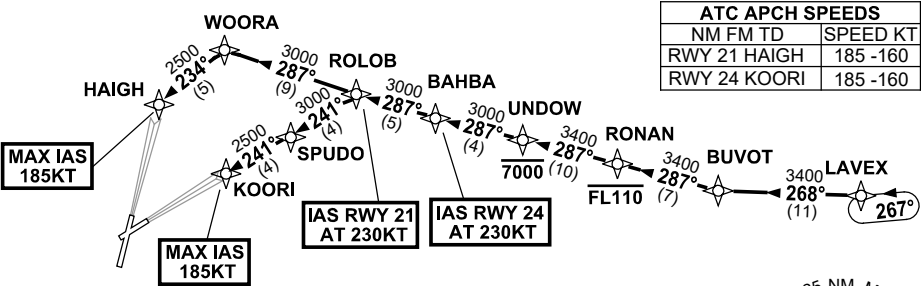 ATC APCH SPEEDS
NM FM TD SPEED KT
RWY 21 HAIGH 185 -160
RWY 24 KOORI 185 -160
WOORA
2500
234°
(5)
3000
287°
(9)
ROLOB
HAIGH
3000
241°
(4)
BAHBA
3000
287°
(5)
UNDOW
3000
287°
(4)
7000
RONAN
3400
287°
(10)
FL110
BUVOT
3400
287°
(7)
LAVEX
3400
268°
(11)
267°
2500
241°
(4)
SPUDO
KOORI
MAX IAS
185KT
MAX IAS
185KT
IAS RWY 21
AT 230KT
IAS RWY 24
AT 230KT
NM